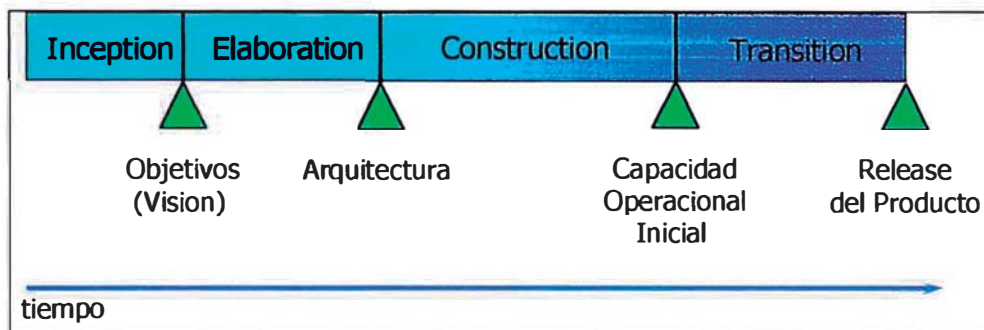 Inception Elaboration Construction Transition
Objetivos Arquitectura Capacidad Release
(Vision) Operacional del Producto
Inicial
tiempo